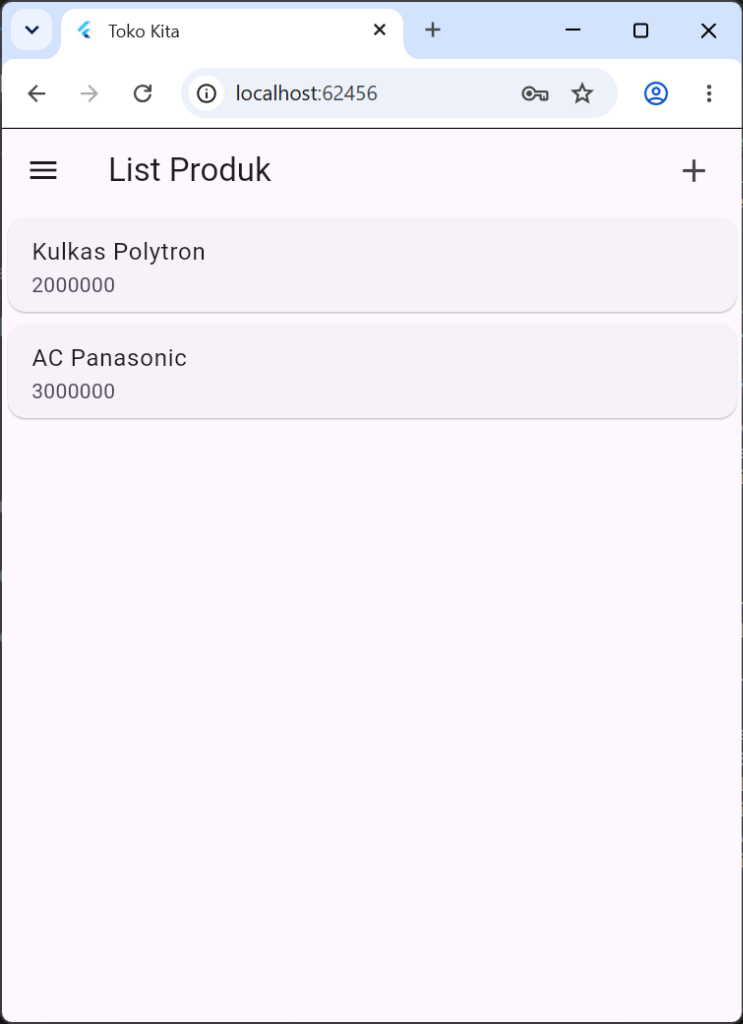 Toko Kita
localhost:62456
List Produk
Kulkas Polytron
2000000
AC Panasonic
3000000